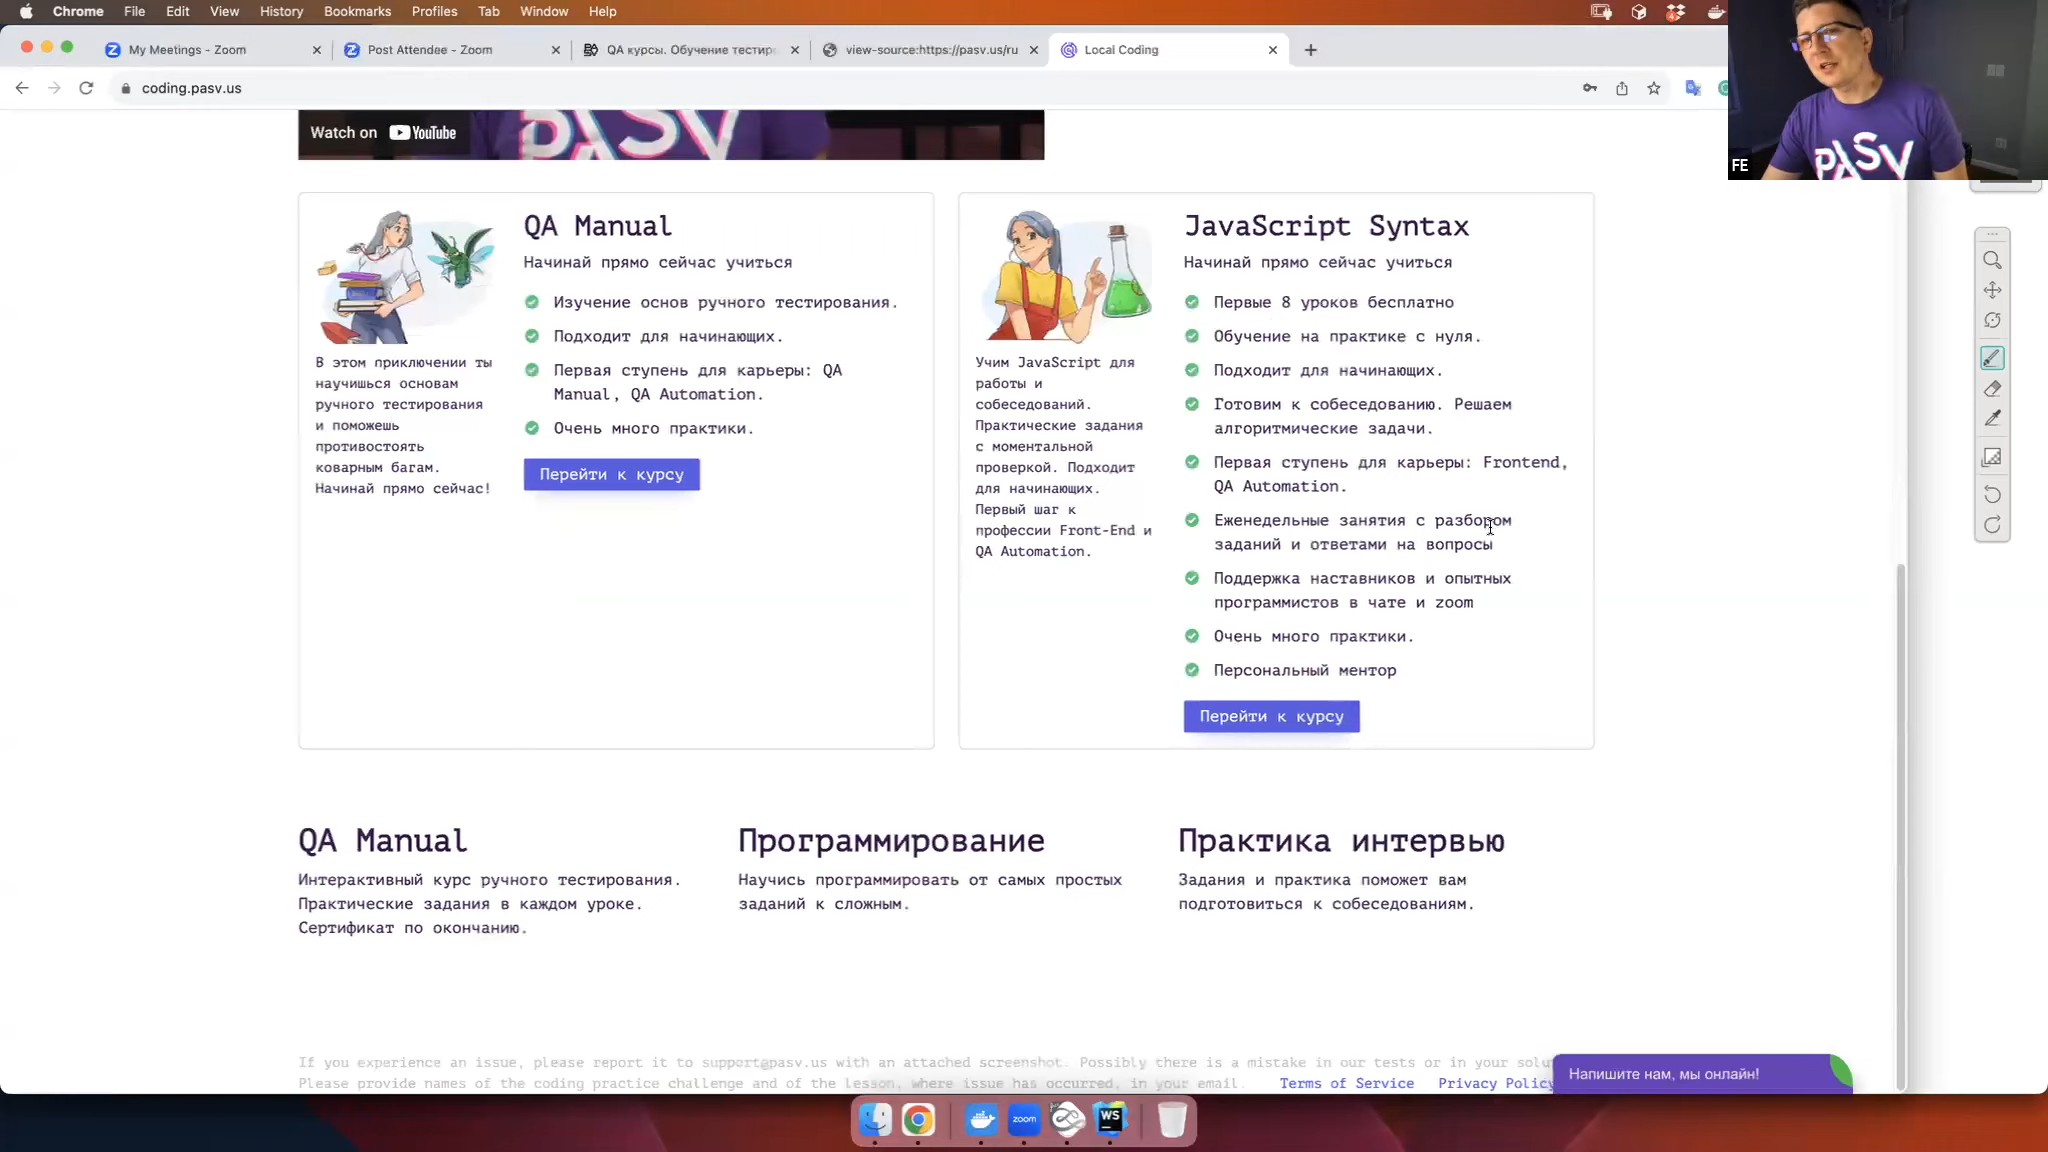 Chrome File Edit View History Bookmarks Profiles Tab Window Help
My Meetings - Zoom
Post Attendee - Zoom
QA курсы. Обучение тестир
view-source:https://pasv.us/ru
Local Coding
coding.pasv.us
Watch on YouTube
PASV
PASV
FE
QA Manual
Начинай прямо сейчас учиться
Изучение основ ручного тестирования.
Подходит для начинающих.
Первая ступень для карьеры: QA
Manual, QA Automation.
Очень много практики.
Перейти к курсу
В этом приключении ты
научишься основам
ручного тестирования
и поможешь
противостоять
коварным багам.
Начинай прямо сейчас!
JavaScript Syntax
Начинай прямо сейчас учиться
Первые 8 уроков бесплатно
Обучение на практике с нуля.
Подходит для начинающих.
Готовим к собеседованию. Решаем
алгоритмические задачи.
Первая ступень для карьеры: Frontend,
QA Automation.
Еженедельные занятия с разбором
заданий и ответами на вопросы
Поддержка наставников и опытных
программистов в чате и zoom
Очень много практики.
Персональный ментор
Перейти к курсу
Учим JavaScript для
работы и
собеседований.
Практические задания
с моментальной
проверкой. Подходит
для начинающих.
Первый шаг к
профессии Front-End и
QA Automation.
QA Manual
Интерактивный курс ручного тестирования.
Практические задания в каждом уроке.
Сертификат по окончанию.
Программирование
Научись программировать от самых простых
заданий к сложным.
Практика интервью
Задания и практика поможет вам
подготовиться к собеседованиям.
If you experience an issue, please report it to support@pasv.us with an attached screenshot. Possibly there is a mistake in our tests or in your solu
Please provide names of the coding practice challenge and of the lesson, where issue has occurred, in your email. Terms of Service Privacy Policy
Напишите нам, мы онлайн!
zoom
WS